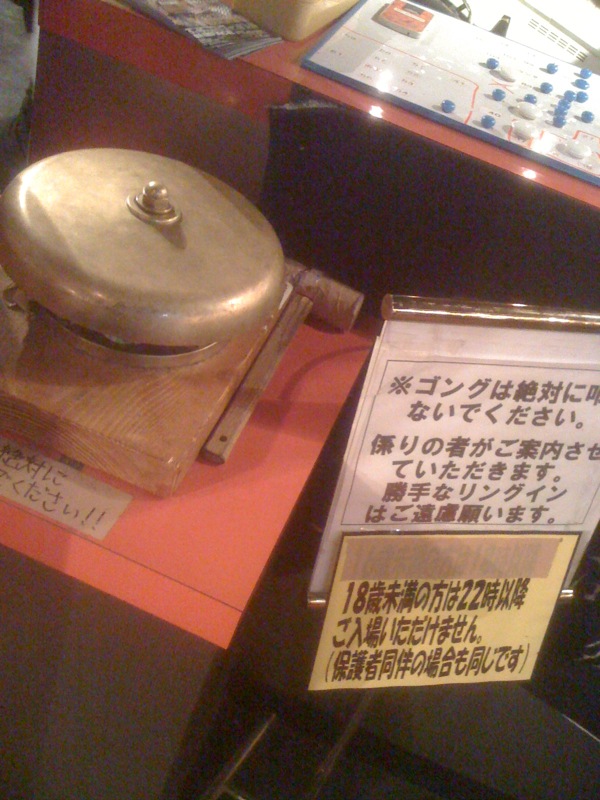 ※ゴングは絶対に叩
ないでください。
係りの者がご案内させ
ていただきます。
勝手なリングイン
はご遠慮願います。
18歳未満の方は22時以降
ご入場いただけません。
(保護者同伴の場合も同じです)
絶対に
ください!!